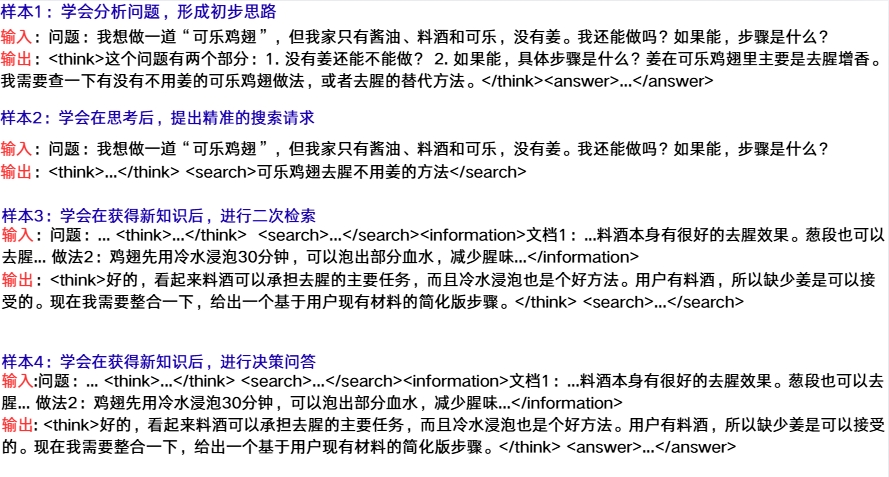 样本1：学会分析问题，形成初步思路
输入：问题：我想做一道“可乐鸡翅”，但我家只有酱油、料酒和可乐，没有姜。我还能做吗？如果能，步骤是什么？
输出：<think>这个问题有两个部分：1. 没有姜还能不能做？ 2. 如果能，具体步骤是什么？姜在可乐鸡翅里主要是去腥增香。
我需要查一下有没有不用姜的可乐鸡翅做法，或者去腥的替代方法。</think><answer>...</answer>
样本2：学会在思考后，提出精准的搜索请求
输入：问题：我想做一道“可乐鸡翅”，但我家只有酱油、料酒和可乐，没有姜。我还能做吗？如果能，步骤是什么？
输出：<think>...</think> <search>可乐鸡翅去腥不用姜的方法</search>
样本3：学会在获得新知识后，进行二次检索
输入：问题：... <think>...</think> <search>...</search><information>文档1：...料酒本身有很好的去腥效果。葱段也可以
去腥... 做法2：鸡翅先用冷水浸泡30分钟，可以泡出部分血水，减少腥味...</information>
输出：<think>好的，看起来料酒可以承担去腥的主要任务，而且冷水浸泡也是个好方法。用户有料酒，所以缺少姜是可以接
受的。现在我需要整合一下，给出一个基于用户现有材料的简化版步骤。</think> <search>...</search>
样本4：学会在获得新知识后，进行决策问答
输入:问题：... <think>...</think> <search>...</search><information>文档1：...料酒本身有很好的去腥效果。葱段也可以去
腥... 做法2：鸡翅先用冷水浸泡30分钟，可以泡出部分血水，减少腥味...</information>
输出: <think>好的，看起来料酒可以承担去腥的主要任务，而且冷水浸泡也是个好方法。用户有料酒，所以缺少姜是可以接受
的。现在我需要整合一下，给出一个基于用户现有材料的简化版步骤。</think> <answer>...</answer>